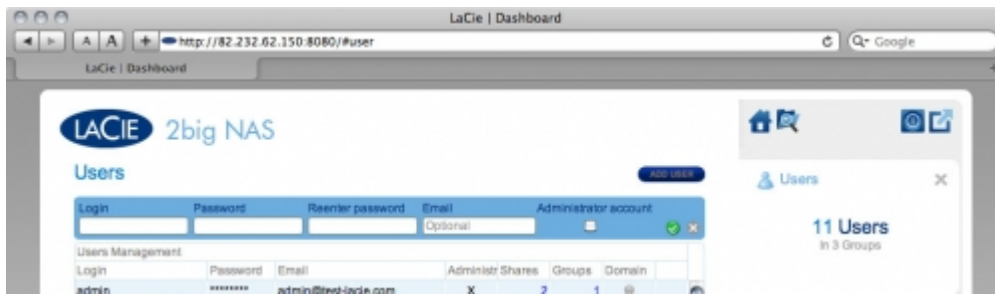 LaCie | Dashboard
A A + http://82.232.62.150:8080/#user Google
LaCie | Dashboard
LACIE 2big NAS
Users ADD USER
Login Password Reenter password Email Administrator account
Optional
Users Management
Login Password Email Administr Shares Groups Domain
admin ******** admin@test-lacie.com X 2 1
Users
11 Users
In 3 Groups